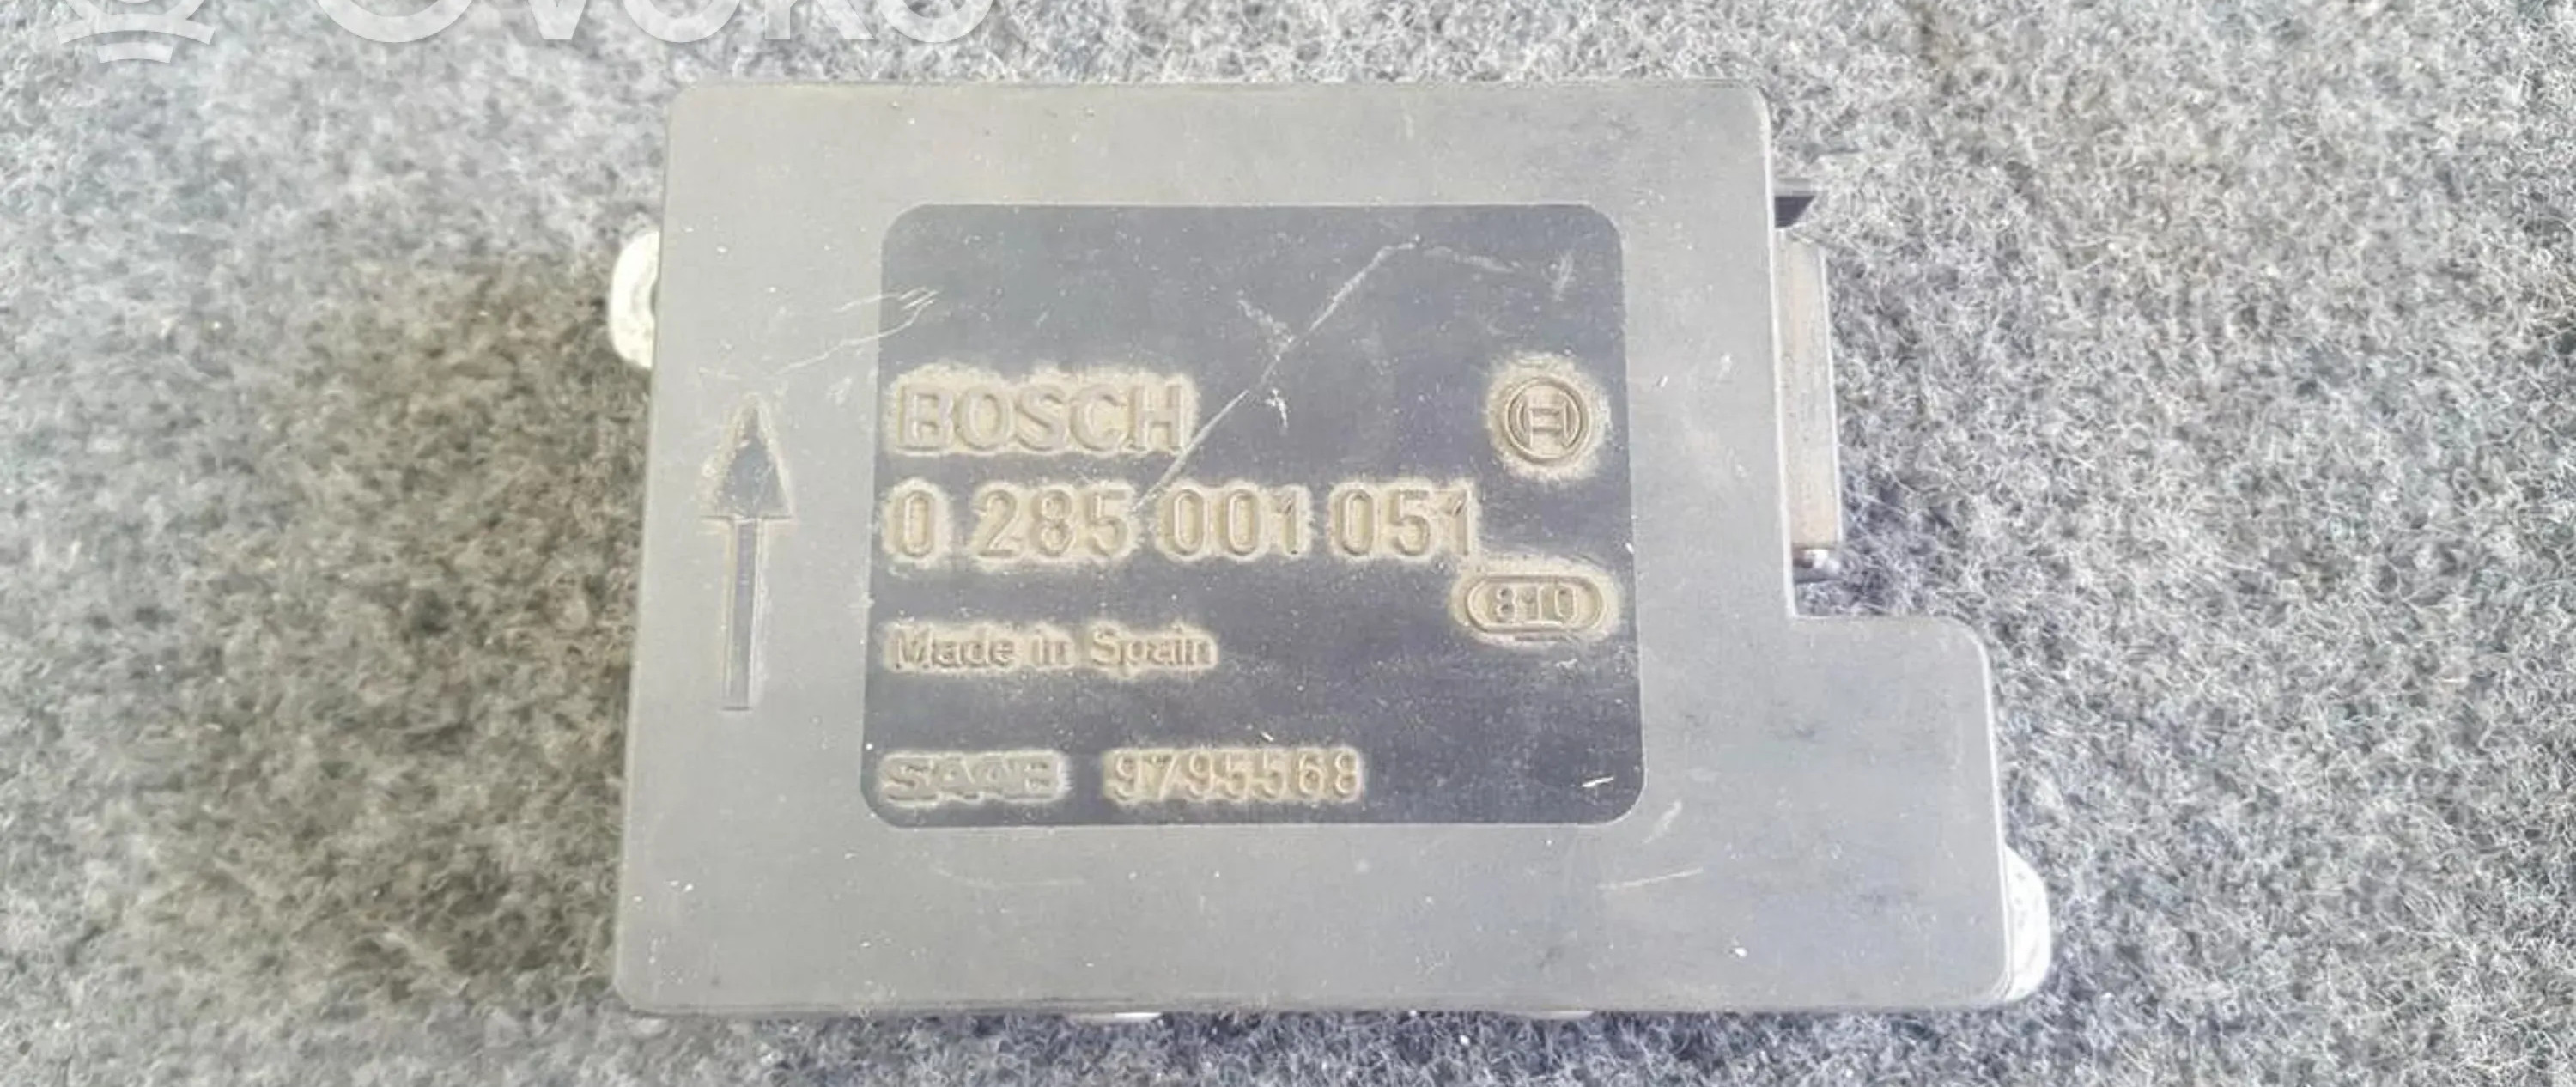 BOSCH
0 285 001 051
810
Made in Spain
SAAB 9795568